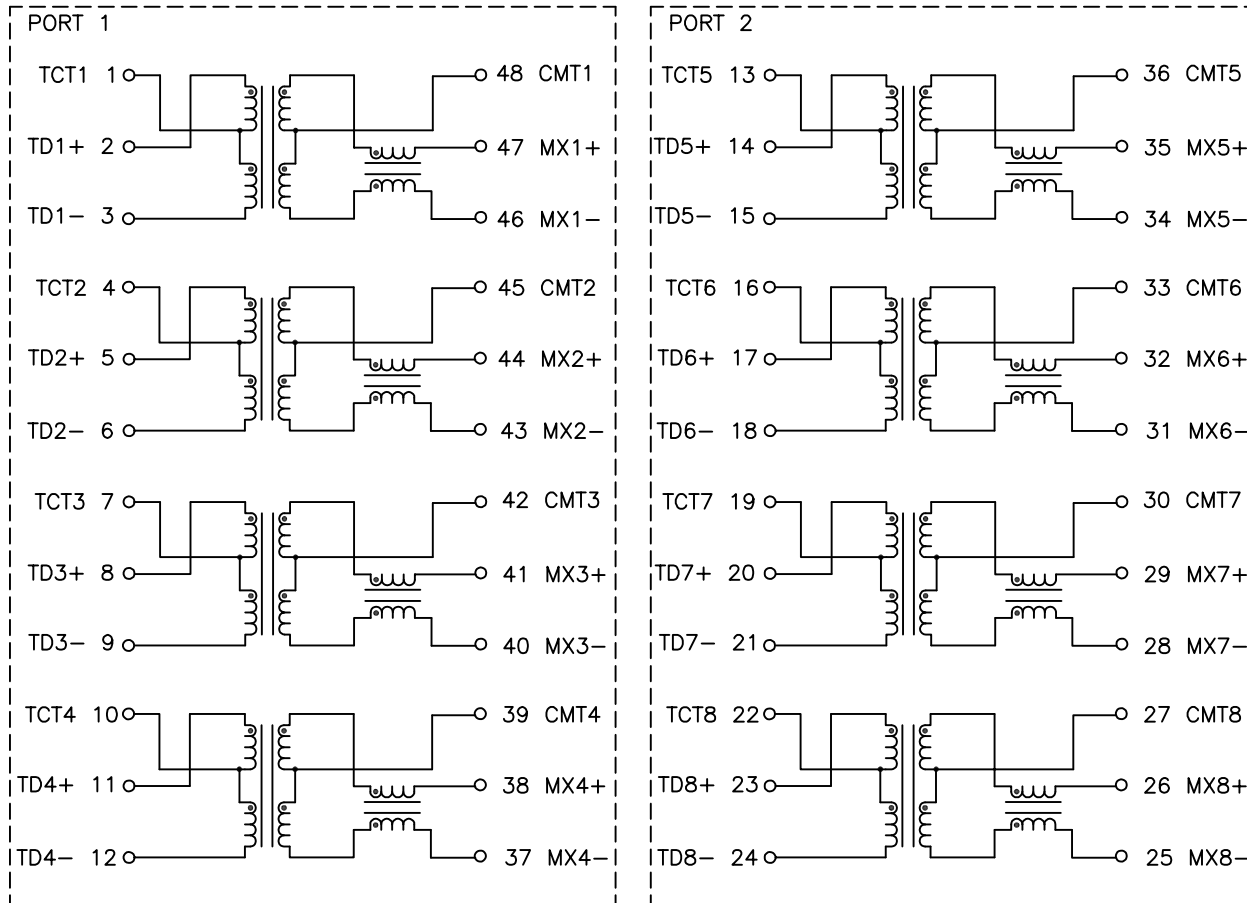 PORT 1
TCT1 1 48 CMT1
TD1+ 2 47 MX1+
TD1− 3 46 MX1−
TCT2 4 45 CMT2
TD2+ 5 44 MX2+
TD2− 6 43 MX2−
TCT3 7 42 CMT3
TD3+ 8 41 MX3+
TD3− 9 40 MX3−
TCT4 10 39 CMT4
TD4+ 11 38 MX4+
TD4− 12 37 MX4−
PORT 2
TCT5 13 36 CMT5
TD5+ 14 35 MX5+
TD5− 15 34 MX5−
TCT6 16 33 CMT6
TD6+ 17 32 MX6+
TD6− 18 31 MX6−
TCT7 19 30 CMT7
TD7+ 20 29 MX7+
TD7− 21 28 MX7−
TCT8 22 27 CMT8
TD8+ 23 26 MX8+
TD8− 24 25 MX8−